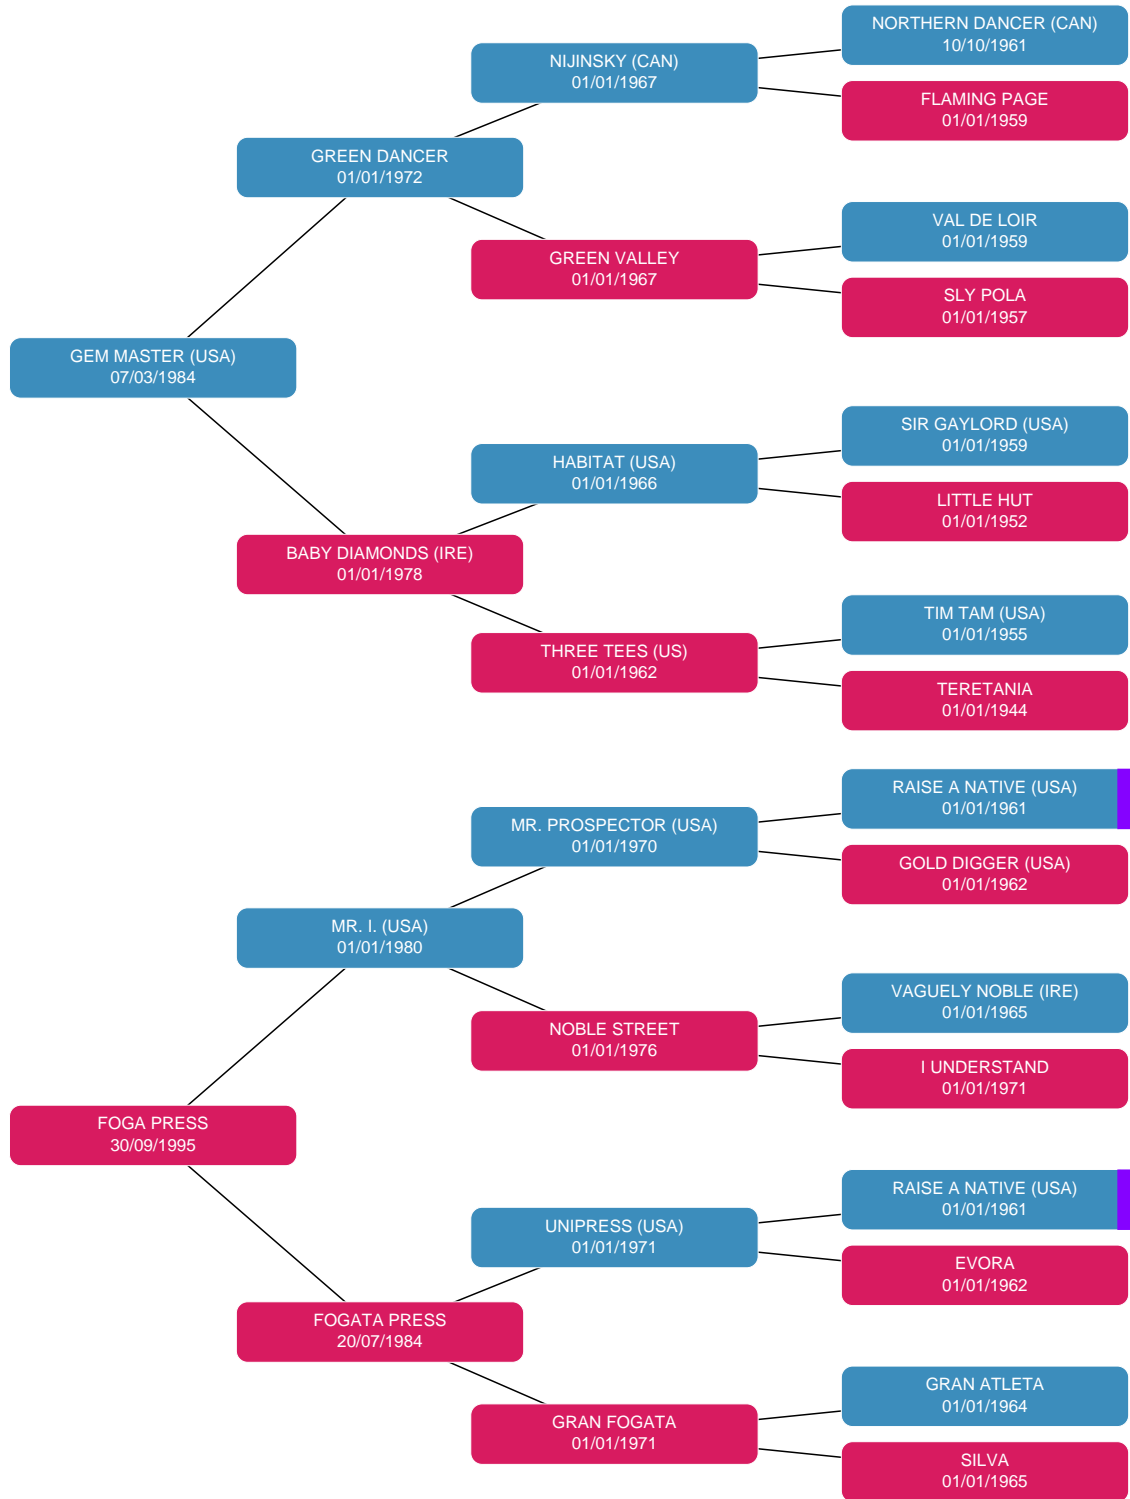 NORTHERN DANCER (CAN)
10/10/1961
NIJINSKY (CAN)
01/01/1967
FLAMING PAGE
01/01/1959
GREEN DANCER
01/01/1972
VAL DE LOIR
01/01/1959
GREEN VALLEY
01/01/1967
SLY POLA
01/01/1957
GEM MASTER (USA)
07/03/1984
SIR GAYLORD (USA)
01/01/1959
HABITAT (USA)
01/01/1966
LITTLE HUT
01/01/1952
BABY DIAMONDS (IRE)
01/01/1978
TIM TAM (USA)
01/01/1955
THREE TEES (US)
01/01/1962
TERETANIA
01/01/1944
RAISE A NATIVE (USA)
01/01/1961
MR. PROSPECTOR (USA)
01/01/1970
GOLD DIGGER (USA)
01/01/1962
MR. I. (USA)
01/01/1980
VAGUELY NOBLE (IRE)
01/01/1965
NOBLE STREET
01/01/1976
I UNDERSTAND
01/01/1971
FOGA PRESS
30/09/1995
RAISE A NATIVE (USA)
01/01/1961
UNIPRESS (USA)
01/01/1971
EVORA
01/01/1962
FOGATA PRESS
20/07/1984
GRAN ATLETA
01/01/1964
GRAN FOGATA
01/01/1971
SILVA
01/01/1965